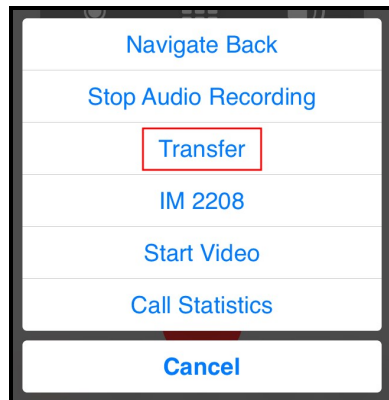 Navigate Back
Stop Audio Recording
Transfer
IM 2208
Start Video
Call Statistics
Cancel